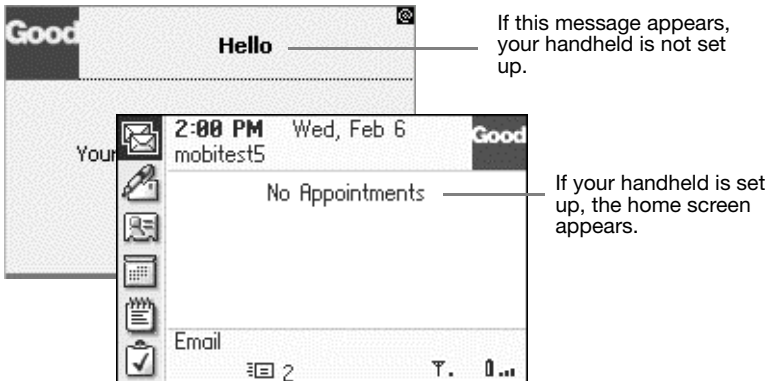 Good
Hello
If this message appears,
your handheld is not set
up.
Your
2:00 PM Wed, Feb 6
mobitest5
Good
No Appointments
If your handheld is set
up, the home screen
appears.
Email
2